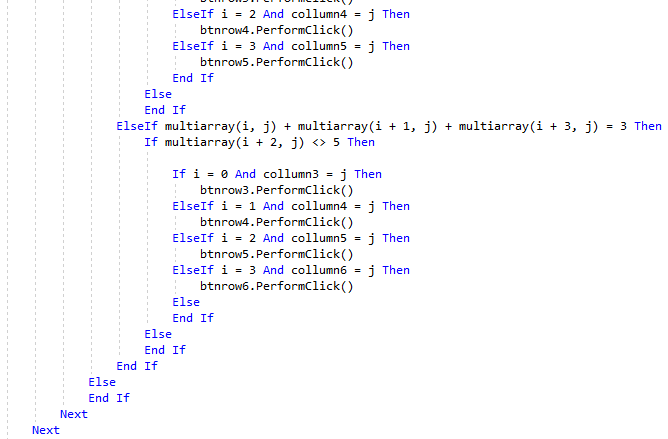 btnrow3.PerformClick()
ElseIf i = 2 And collumn4 = j Then
btnrow4.PerformClick()
ElseIf i = 3 And collumn5 = j Then
btnrow5.PerformClick()
End If
Else
End If
ElseIf multiarray(i, j) + multiarray(i + 1, j) + multiarray(i + 3, j) = 3 Then
If multiarray(i + 2, j) <> 5 Then
If i = 0 And collumn3 = j Then
btnrow3.PerformClick()
ElseIf i = 1 And collumn4 = j Then
btnrow4.PerformClick()
ElseIf i = 2 And collumn5 = j Then
btnrow5.PerformClick()
ElseIf i = 3 And collumn6 = j Then
btnrow6.PerformClick()
Else
End If
Else
End If
End If
Else
End If
Next
Next